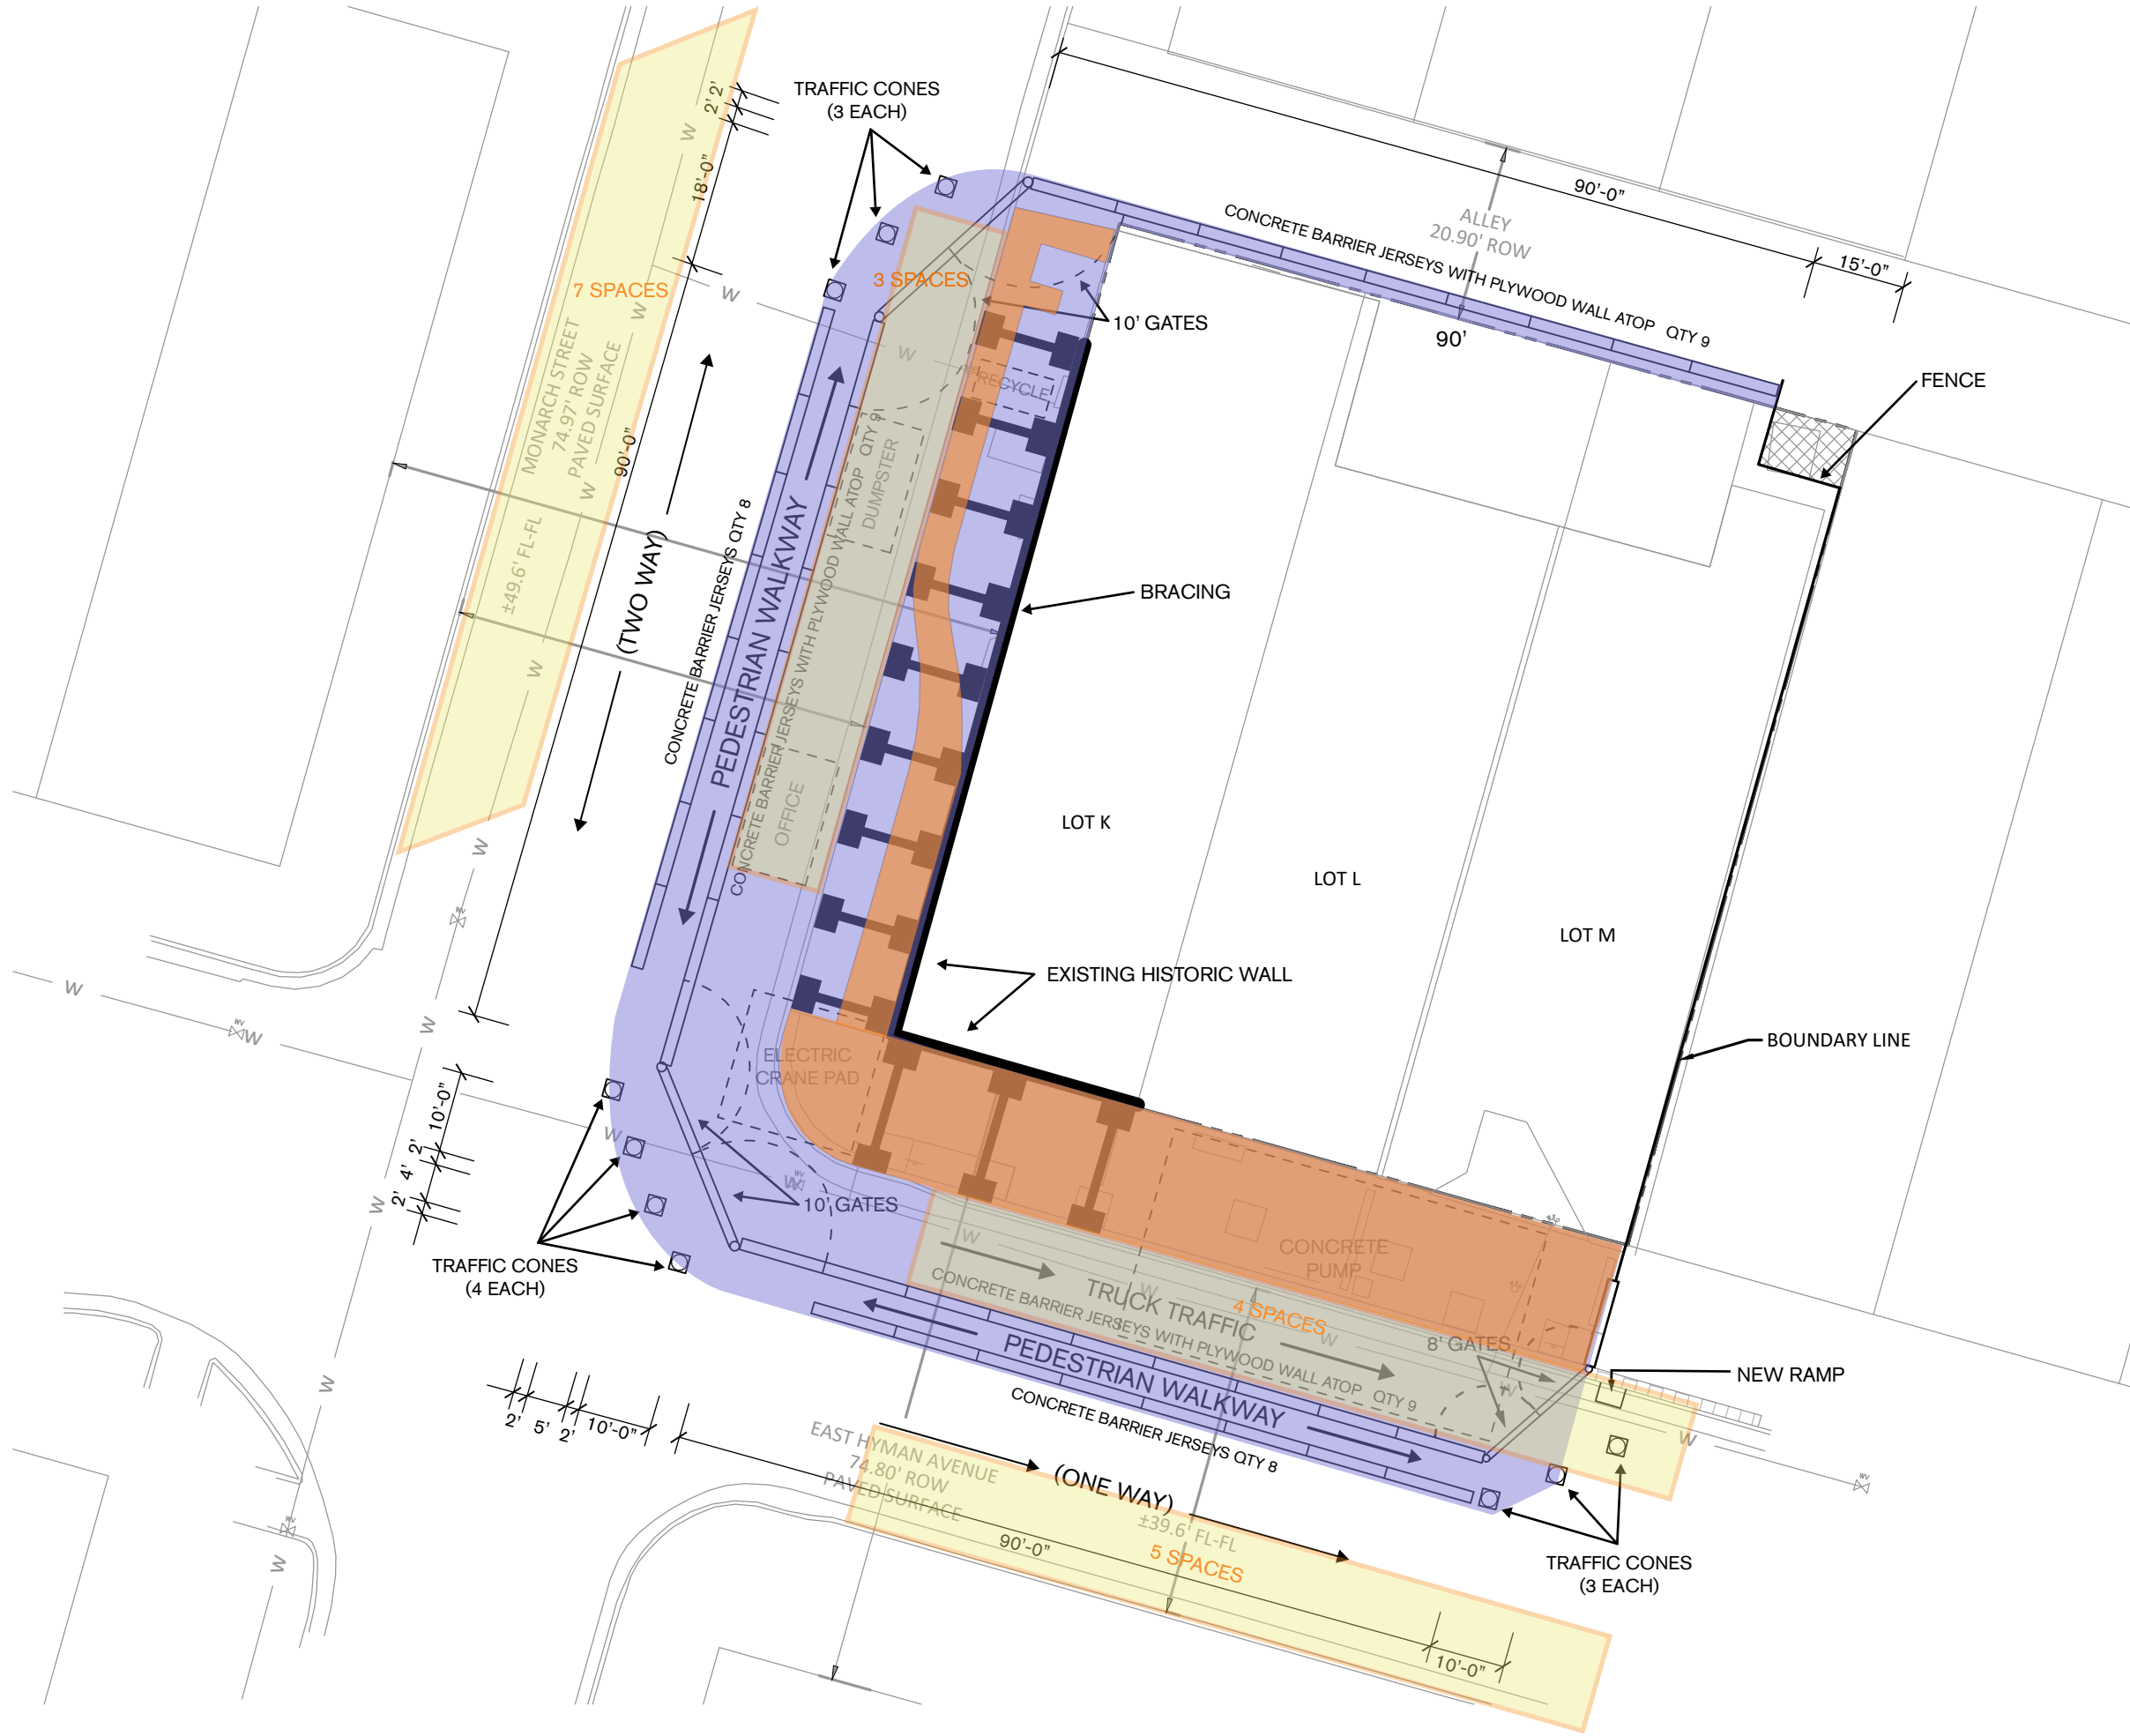 TRAFFIC CONES
(3 EACH)
2' 2'
18'-0"
W
90'-0"
ALLEY
20.90' ROW
15'-0"
CONCRETE BARRIER JERSEYS WITH PLYWOOD WALL ATOP QTY 9
90'
7 SPACES
3 SPACES
W
W
W
10' GATES
FENCE
MONARCH STREET
74.97' ROW
PAVED SURFACE
W
W
±49.6' FL-FL
90'-0"
(TWO WAY)
RECYCLE
DUMPSTER
CONCRETE BARRIER JERSEYS QTY 8
PEDESTRIAN WALKWAY
CONCRETE BARRIER JERSEYS WITH PLYWOOD WALL ATOP QTY 9
OFFICE
BRACING
LOT K
LOT L
LOT M
W
W
WV
EXISTING HISTORIC WALL
BOUNDARY LINE
W
WV
W
W
ELECTRIC
CRANE PAD
10'-0"
2'
4'
2'
W
W
WV
W
10' GATES
TRAFFIC CONES
(4 EACH)
W
CONCRETE
PUMP
TRUCK TRAFFIC
W
4 SPACES
W
CONCRETE BARRIER JERSEYS WITH PLYWOOD WALL ATOP QTY 9
8' GATES
W
PEDESTRIAN WALKWAY
NEW RAMP
CONCRETE BARRIER JERSEYS QTY 8
W
2'
5'
2'
10'-0"
W
EAST HYMAN AVENUE
74.80' ROW
PAVED SURFACE
(ONE WAY)
±39.6' FL-FL
90'-0"
5 SPACES
10'-0"
WV
WV
W
TRAFFIC CONES
(3 EACH)